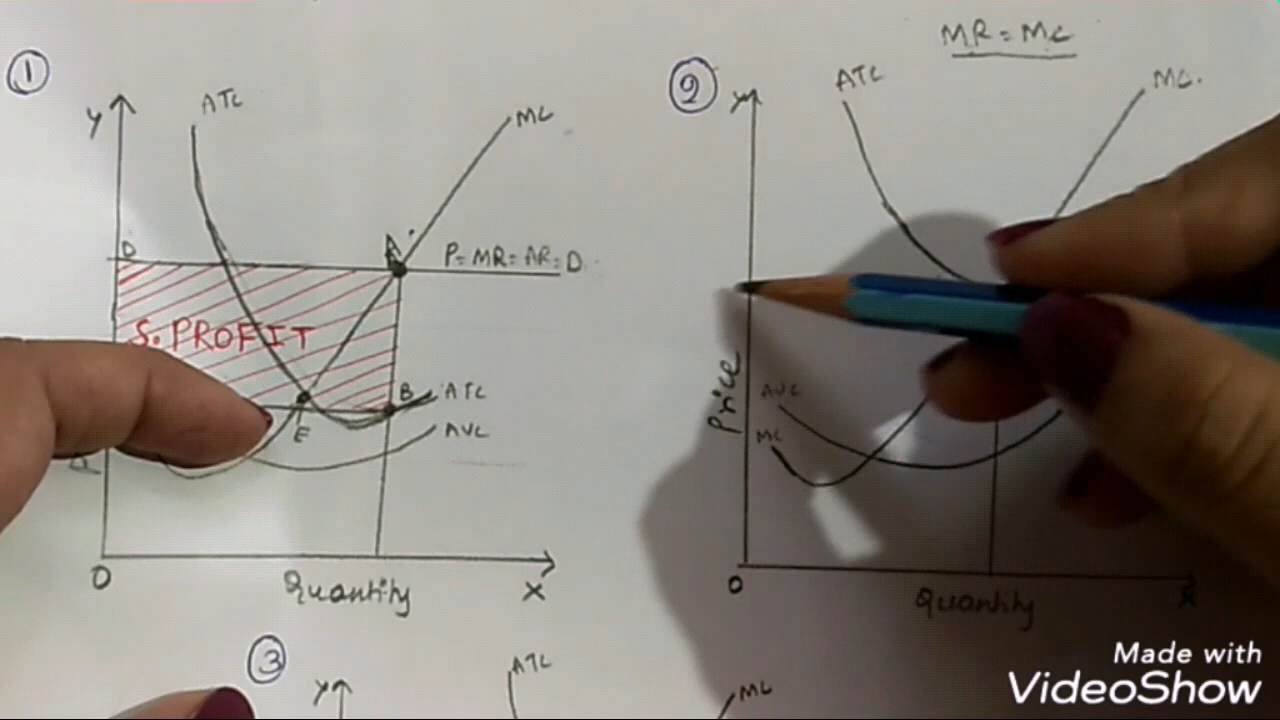 MR = MC
1
2
ATC
MC.
Y
Y
ATC
MC
D
A
P = MR = AR = D
S. PROFIT
B
ATC
Price
AVC
E
AVC
MC
O
Quantity
X
O
Quantity
X
3
ATC
Y
MC
Made with
VideoShow